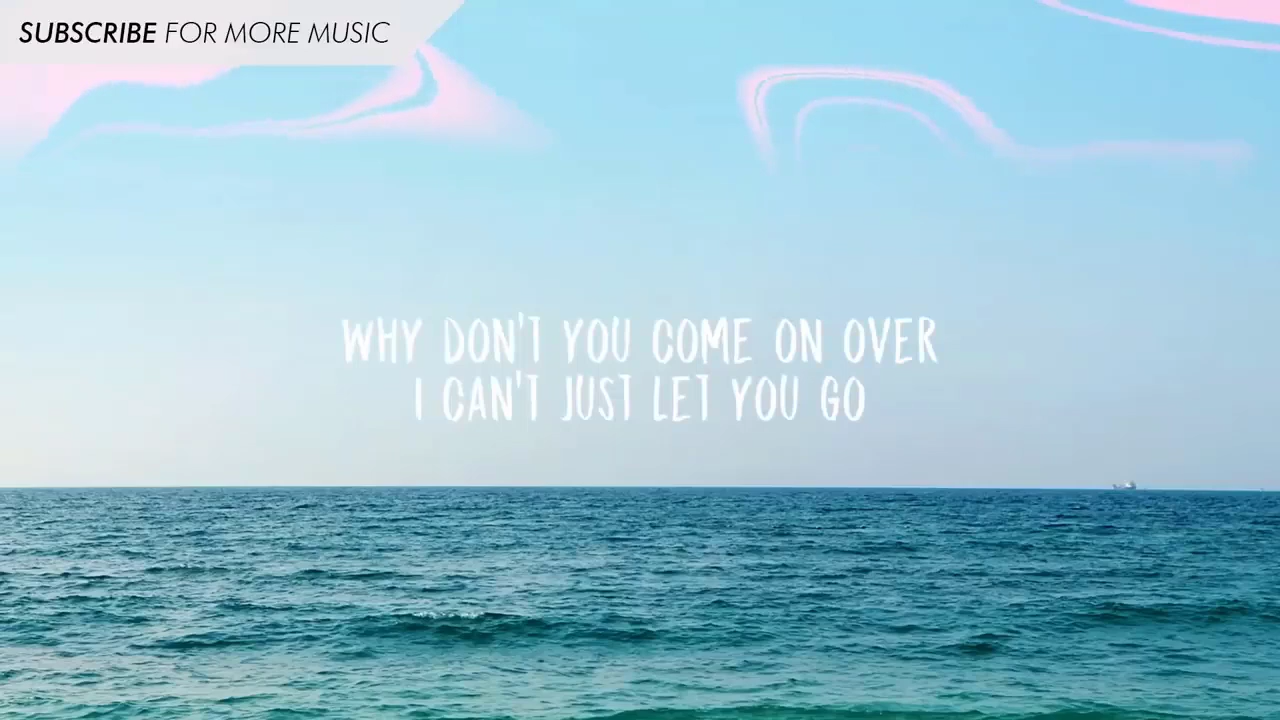 SUBSCRIBE FOR MORE MUSIC
WHY DON'T YOU COME ON OVER
I CAN'T JUST LET YOU GO